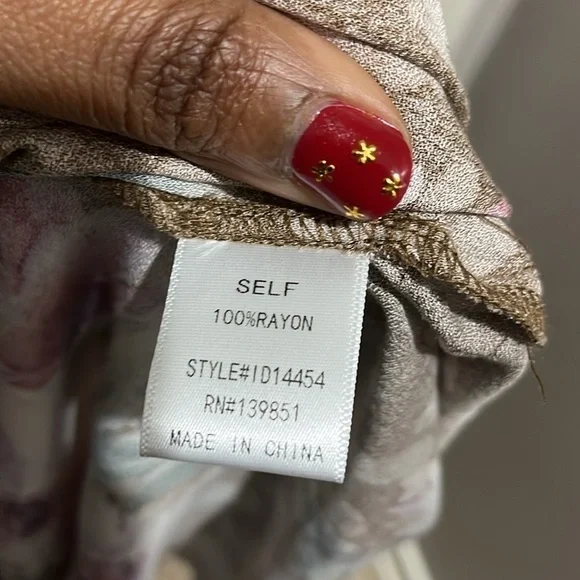 SELF
100%RAYON
STYLE#ID14454
RN#139851
MADE IN CHINA